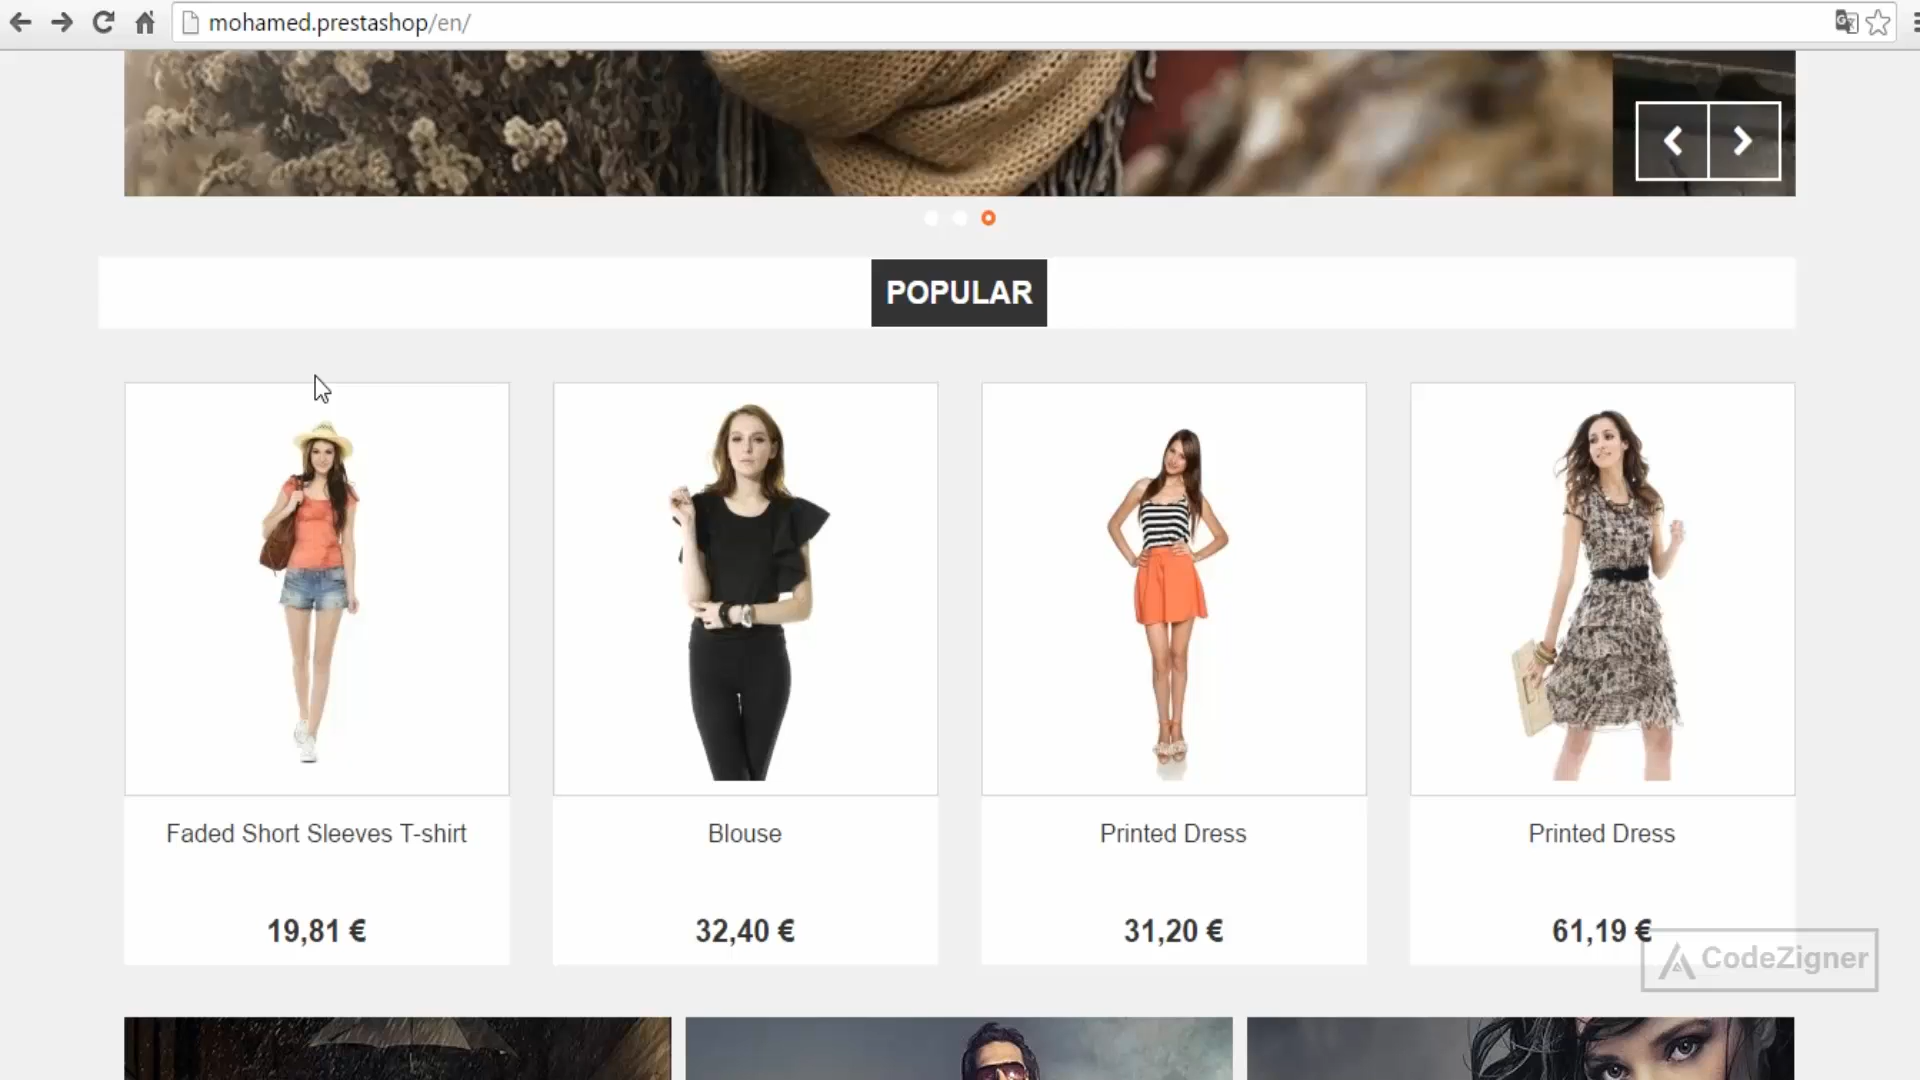 mohamed.prestashop/en/
POPULAR
Faded Short Sleeves T-shirt
Blouse
Printed Dress
Printed Dress
19,81 €
32,40 €
31,20 €
61,19 €
CodeZigner